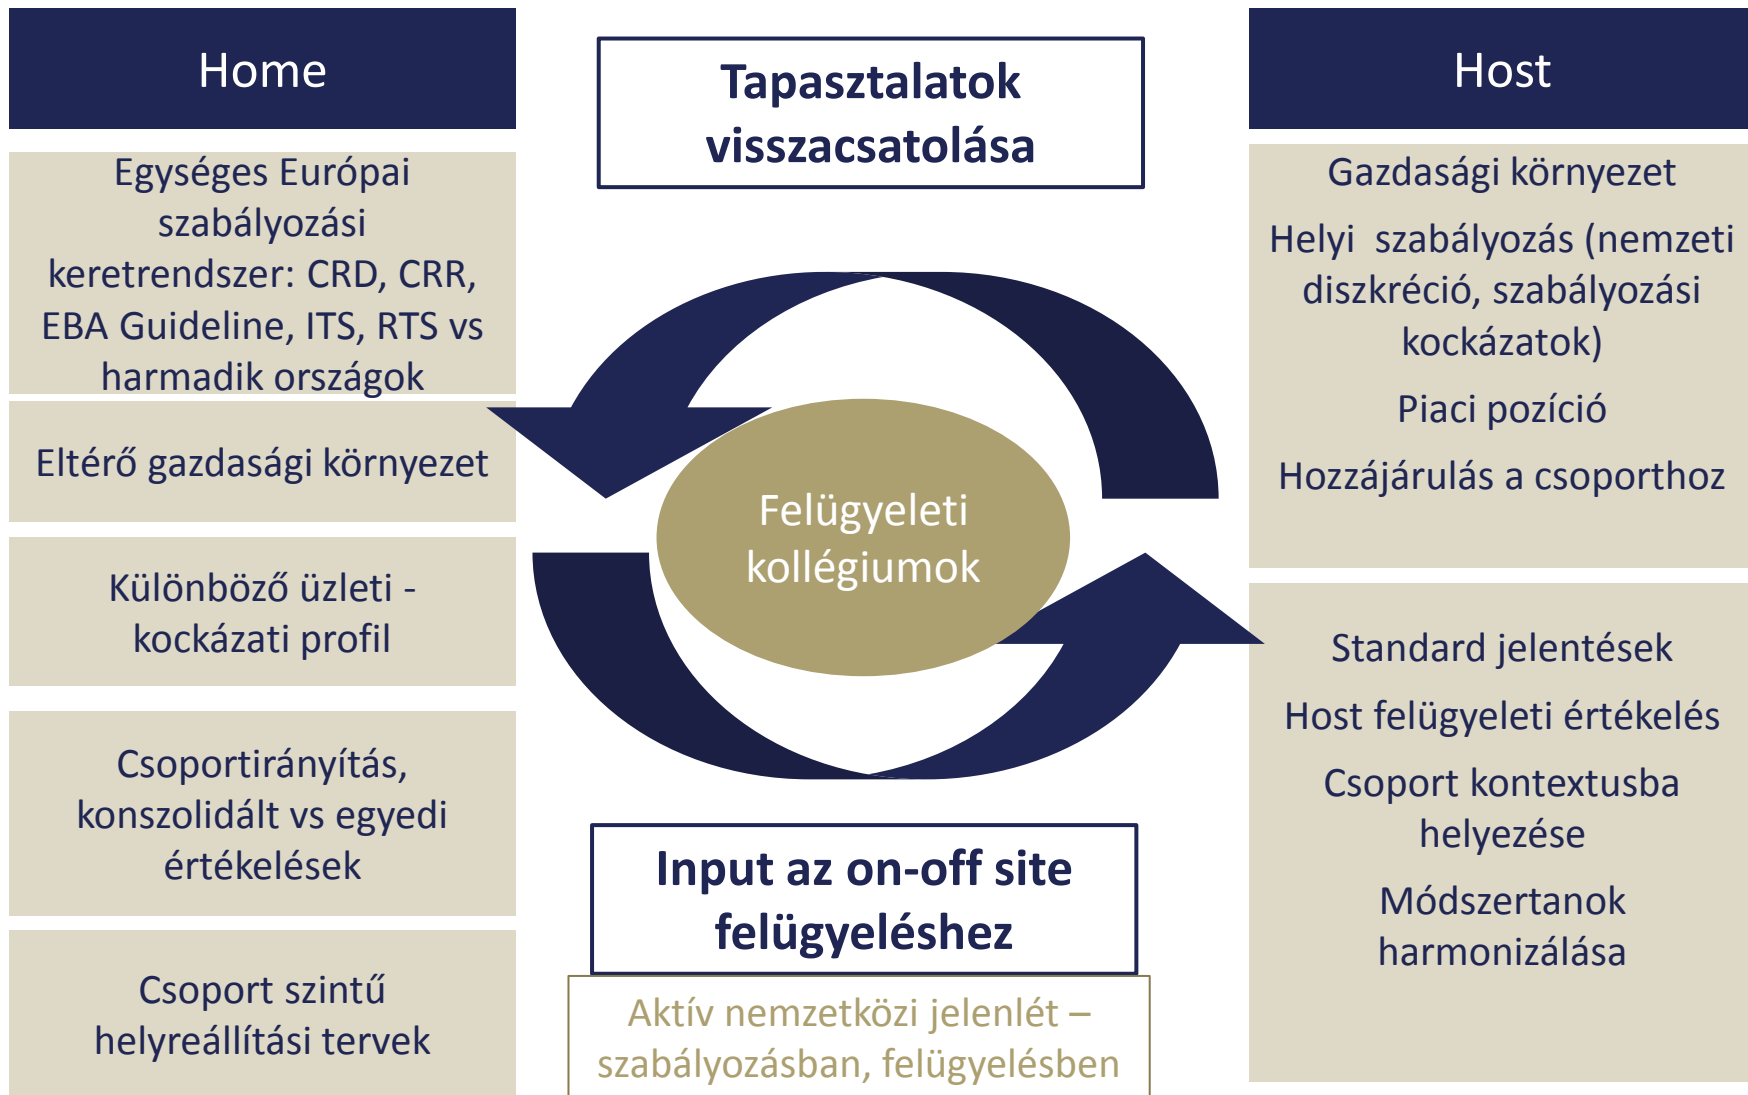 Home
Egységes Európai
szabályozási
keretrendszer: CRD, CRR,
EBA Guideline, ITS, RTS vs
harmadik országok
Eltérő gazdasági környezet
Különböző üzleti -
kockázati profil
Csoportirányítás,
konszolidált vs egyedi
értékelések
Csoport szintű
helyreállítási tervek
Tapasztalatok
visszacsatolása
Felügyeleti
kollégiumok
Input az on-off site
felügyeléshez
Aktív nemzetközi jelenlét –
szabályozásban, felügyelésben
Host
Gazdasági környezet
Helyi szabályozás (nemzeti
diszkréció, szabályozási
kockázatok)
Piaci pozíció
Hozzájárulás a csoporthoz
Standard jelentések
Host felügyeleti értékelés
Csoport kontextusba
helyezése
Módszertanok
harmonizálása